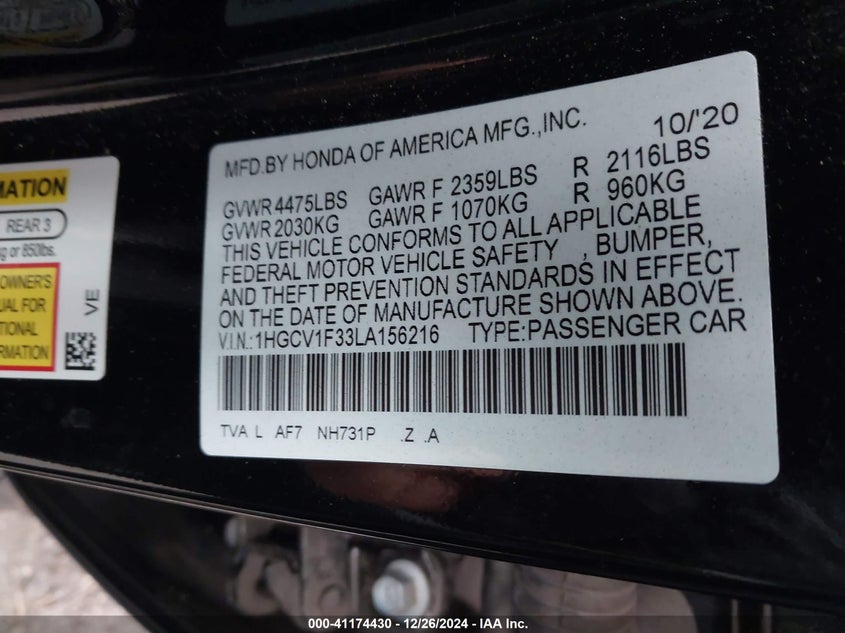 MATION
REAR 3
g or 850lbs.
OWNER'S
UAL FOR
TIONAL
RMATION
VE
MFD.BY HONDA OF AMERICA MFG.,INC. 10/'20
GVWR 4475LBS GAWR F 2359LBS R 2116LBS
GVWR 2030KG GAWR F 1070KG R 960KG
THIS VEHICLE CONFORMS TO ALL APPLICABLE
FEDERAL MOTOR VEHICLE SAFETY , BUMPER,
AND THEFT PREVENTION STANDARDS IN EFFECT
ON THE DATE OF MANUFACTURE SHOWN ABOVE.
V.I.N.:1HGCV1F33LA156216 TYPE:PASSENGER CAR
TVA L AF7 NH731P .Z .A
000-41174430 - 12/26/2024 - IAA Inc.